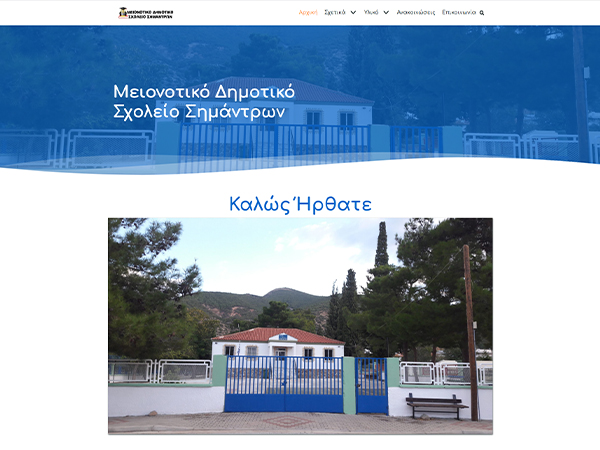 ΜΕΙΟΝΟΤΙΚΟ ΔΗΜΟΤΙΚΟ
ΣΧΟΛΕΙΟ ΣΗΜΑΝΤΡΩΝ
Αρχική Σχετικά Υλικό Ανακοινώσεις Επικοινωνία
Μειονοτικό Δημοτικό
Σχολείο Σημάντρων
Καλώς Ήρθατε